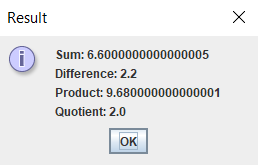 Result
Sum: 6.6000000000000005
Difference: 2.2
Product: 9.680000000000001
Quotient: 2.0
OK